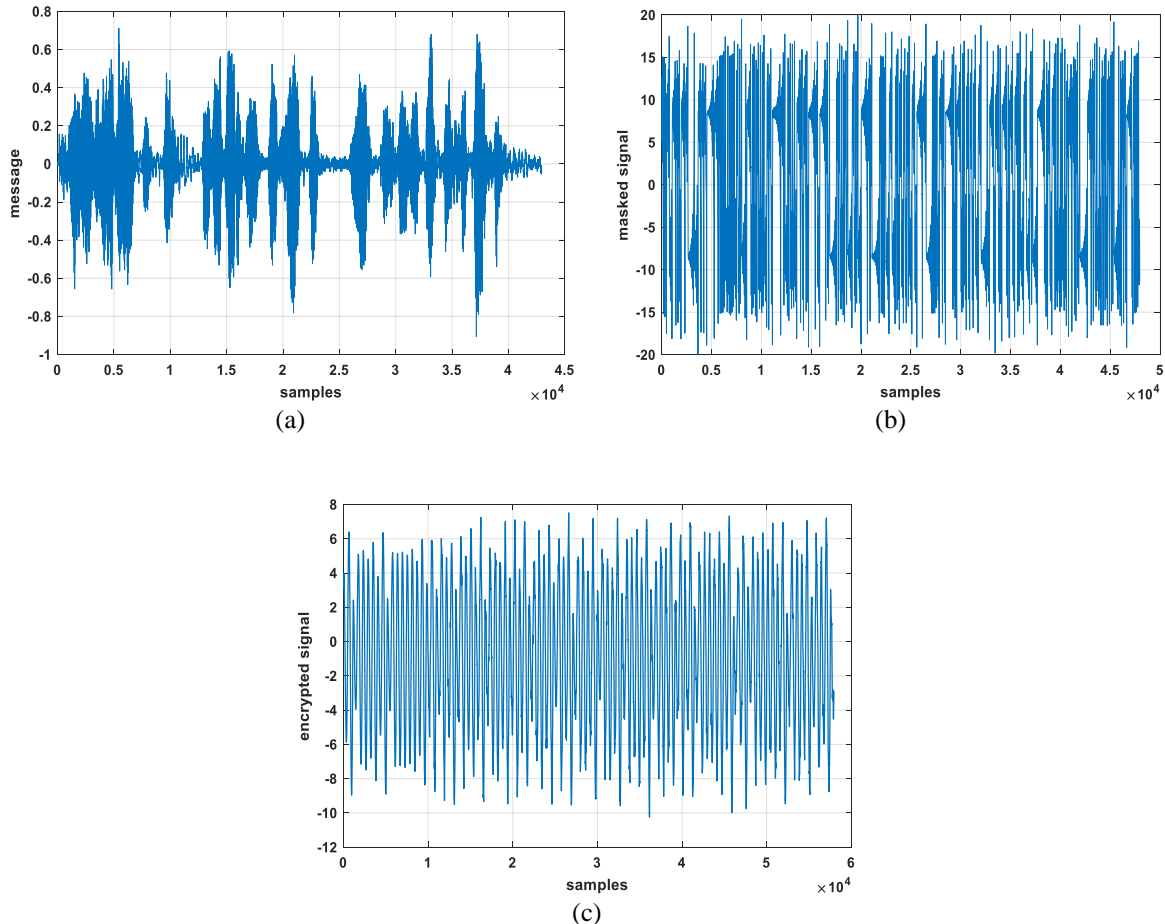 0.8
0.6
0.4
0.2
0
-0.2
-0.4
-0.6
-0.8
-1
message
0 0.5 1 1.5 2 2.5 3 3.5 4 4.5
samples
×10^4
(a)
20
15
10
5
0
-5
-10
-15
-20
masked signal
0 0.5 1 1.5 2 2.5 3 3.5 4 4.5 5
samples
×10^4
(b)
8
6
4
2
0
-2
-4
-6
-8
-10
-12
encrypted signal
0 1 2 3 4 5 6
samples
×10^4
(c)